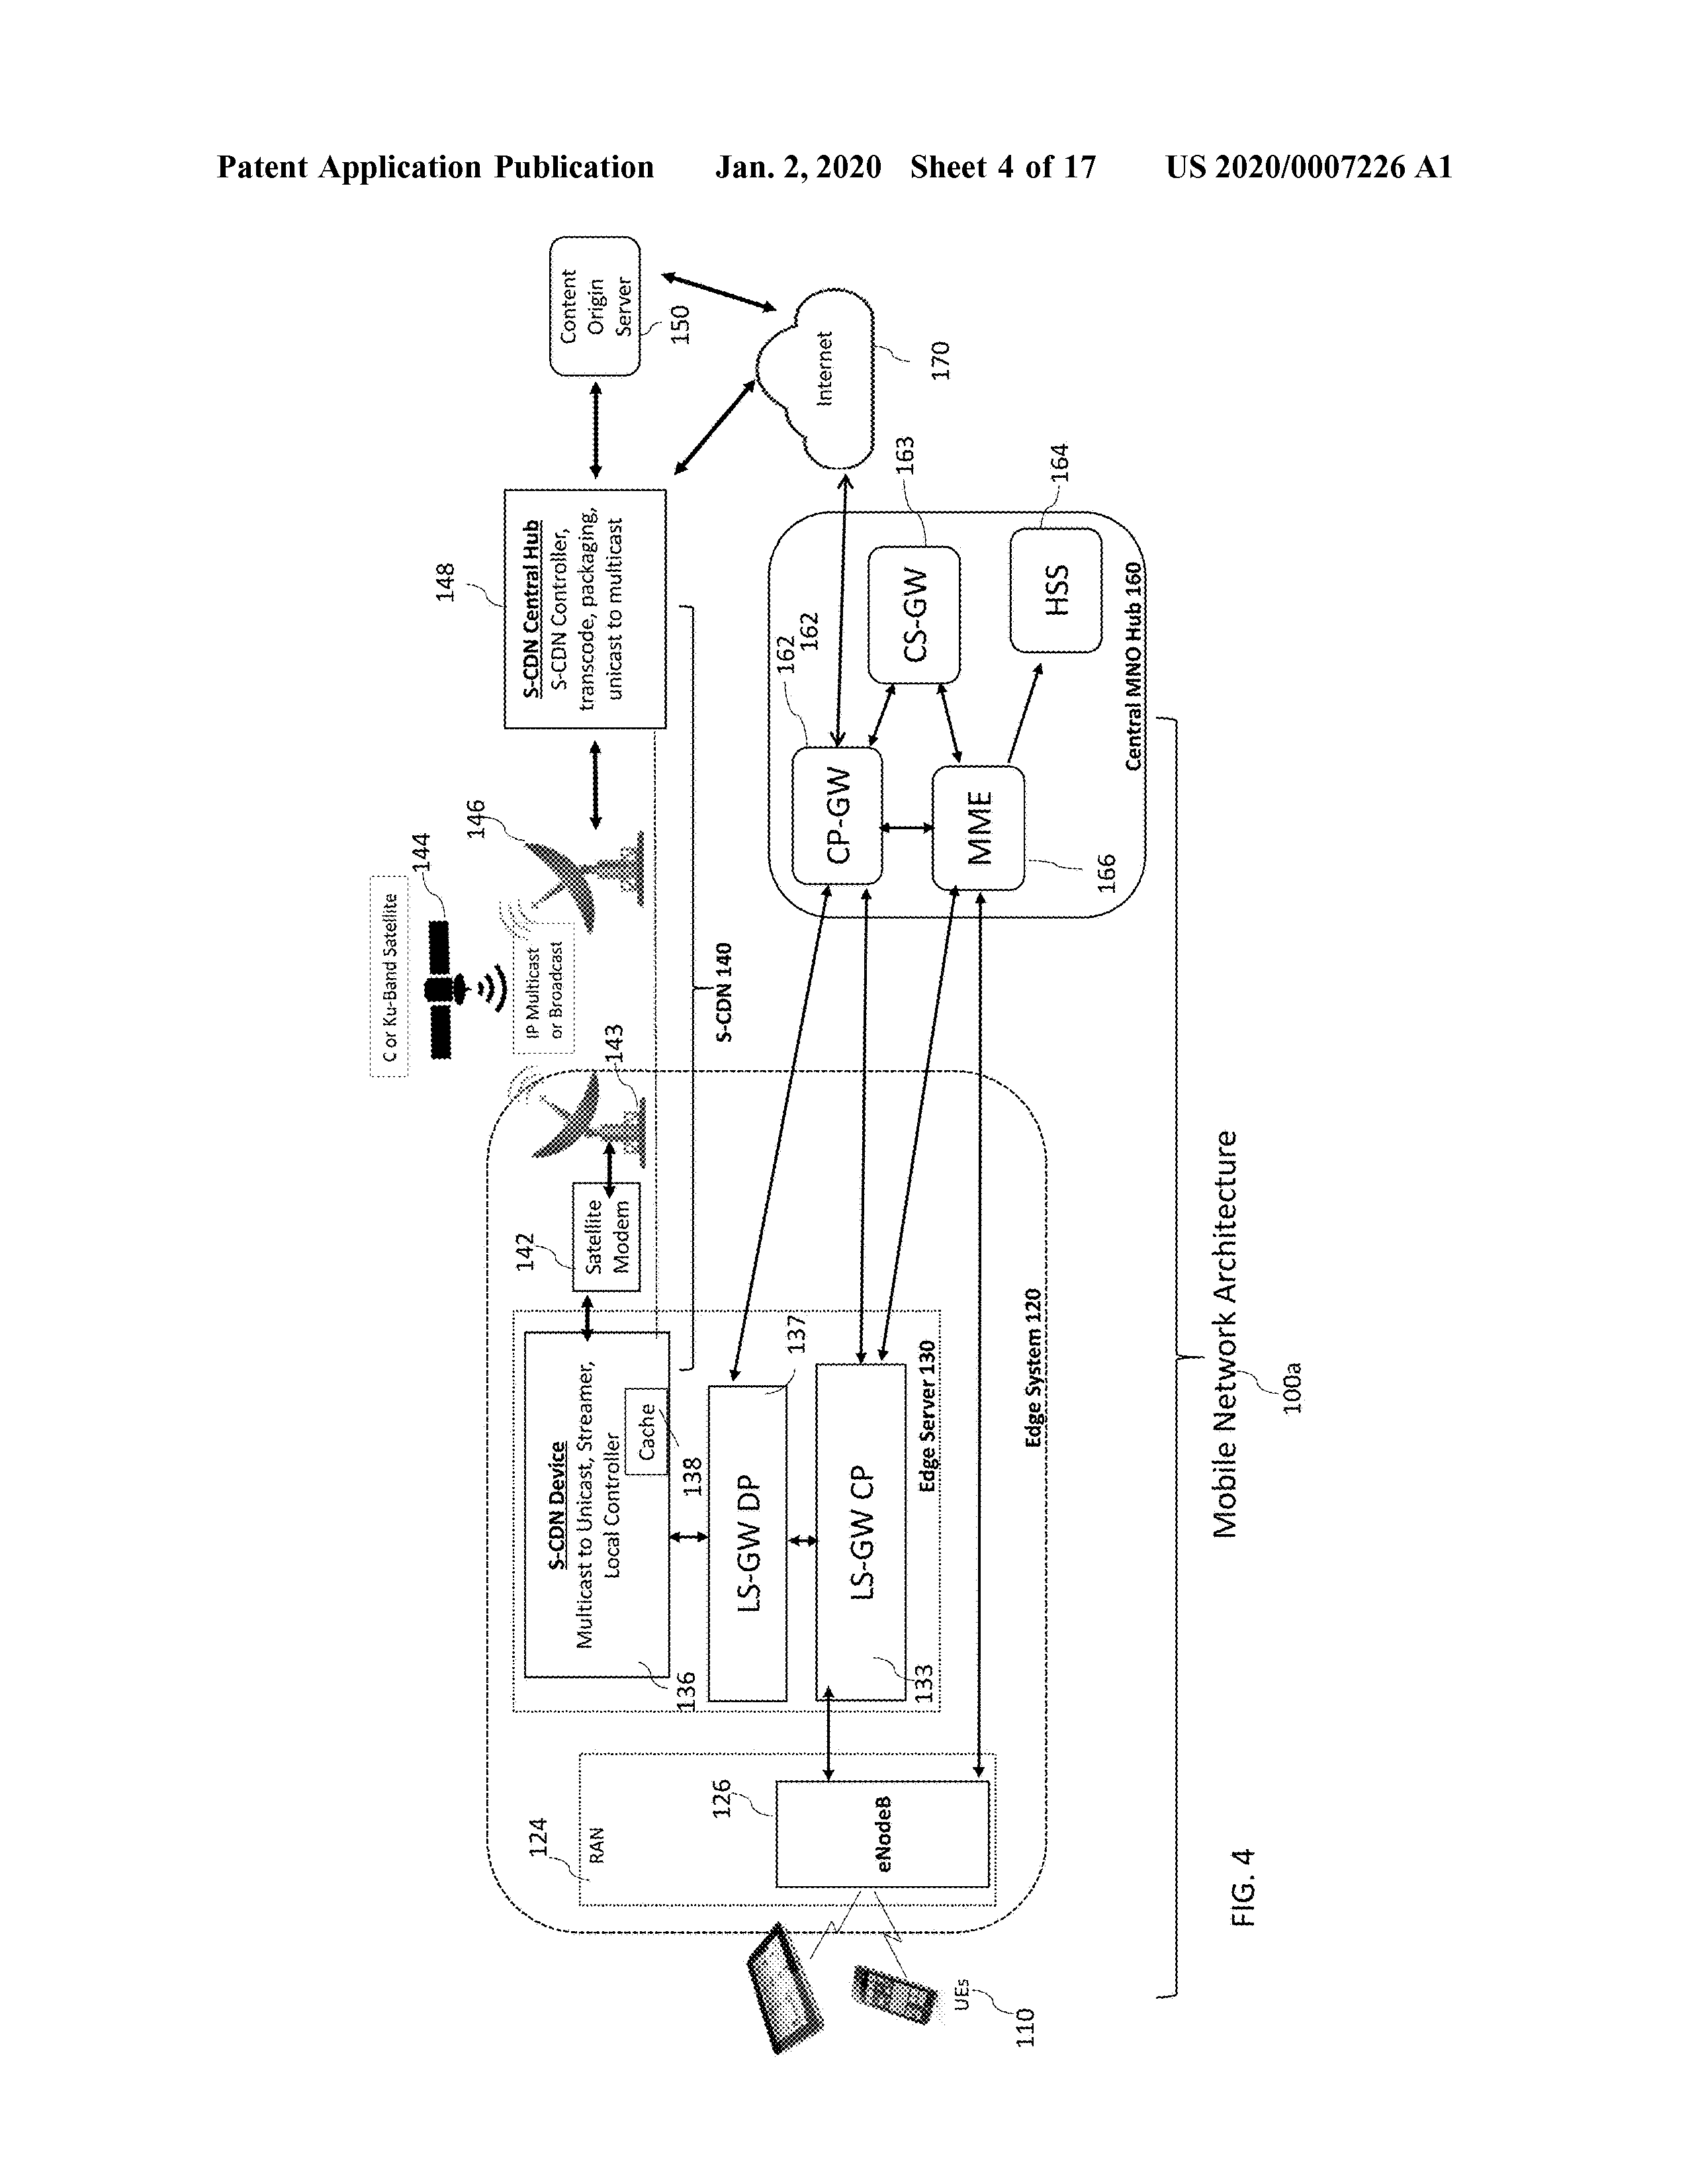 Patent Application Publication Jan. 2, 2020 Sheet 4 of 17 US 2020/0007226 A1
C or Ku-Band Satellite
144
146
148
IP Multicast
or Broadcast
143
142
Satellite
Modem
S-CDN Central Hub
S-CDN Controller,
transcode, packaging,
unicast to multicast
Content
Origin
Server
150
Internet
170
S-CDN 140
124
RAN
126
eNodeB
UEs
110
S-CDN Device
Multicast to Unicast, Streamer,
Local Controller
Cache
138
136
LS-GW DP
137
LS-GW CP
133
Edge Server 130
Edge System 120
162
162
CP-GW
163
CS-GW
MME
166
HSS
164
Central MNO Hub 160
Mobile Network Architecture
100a
FIG. 4